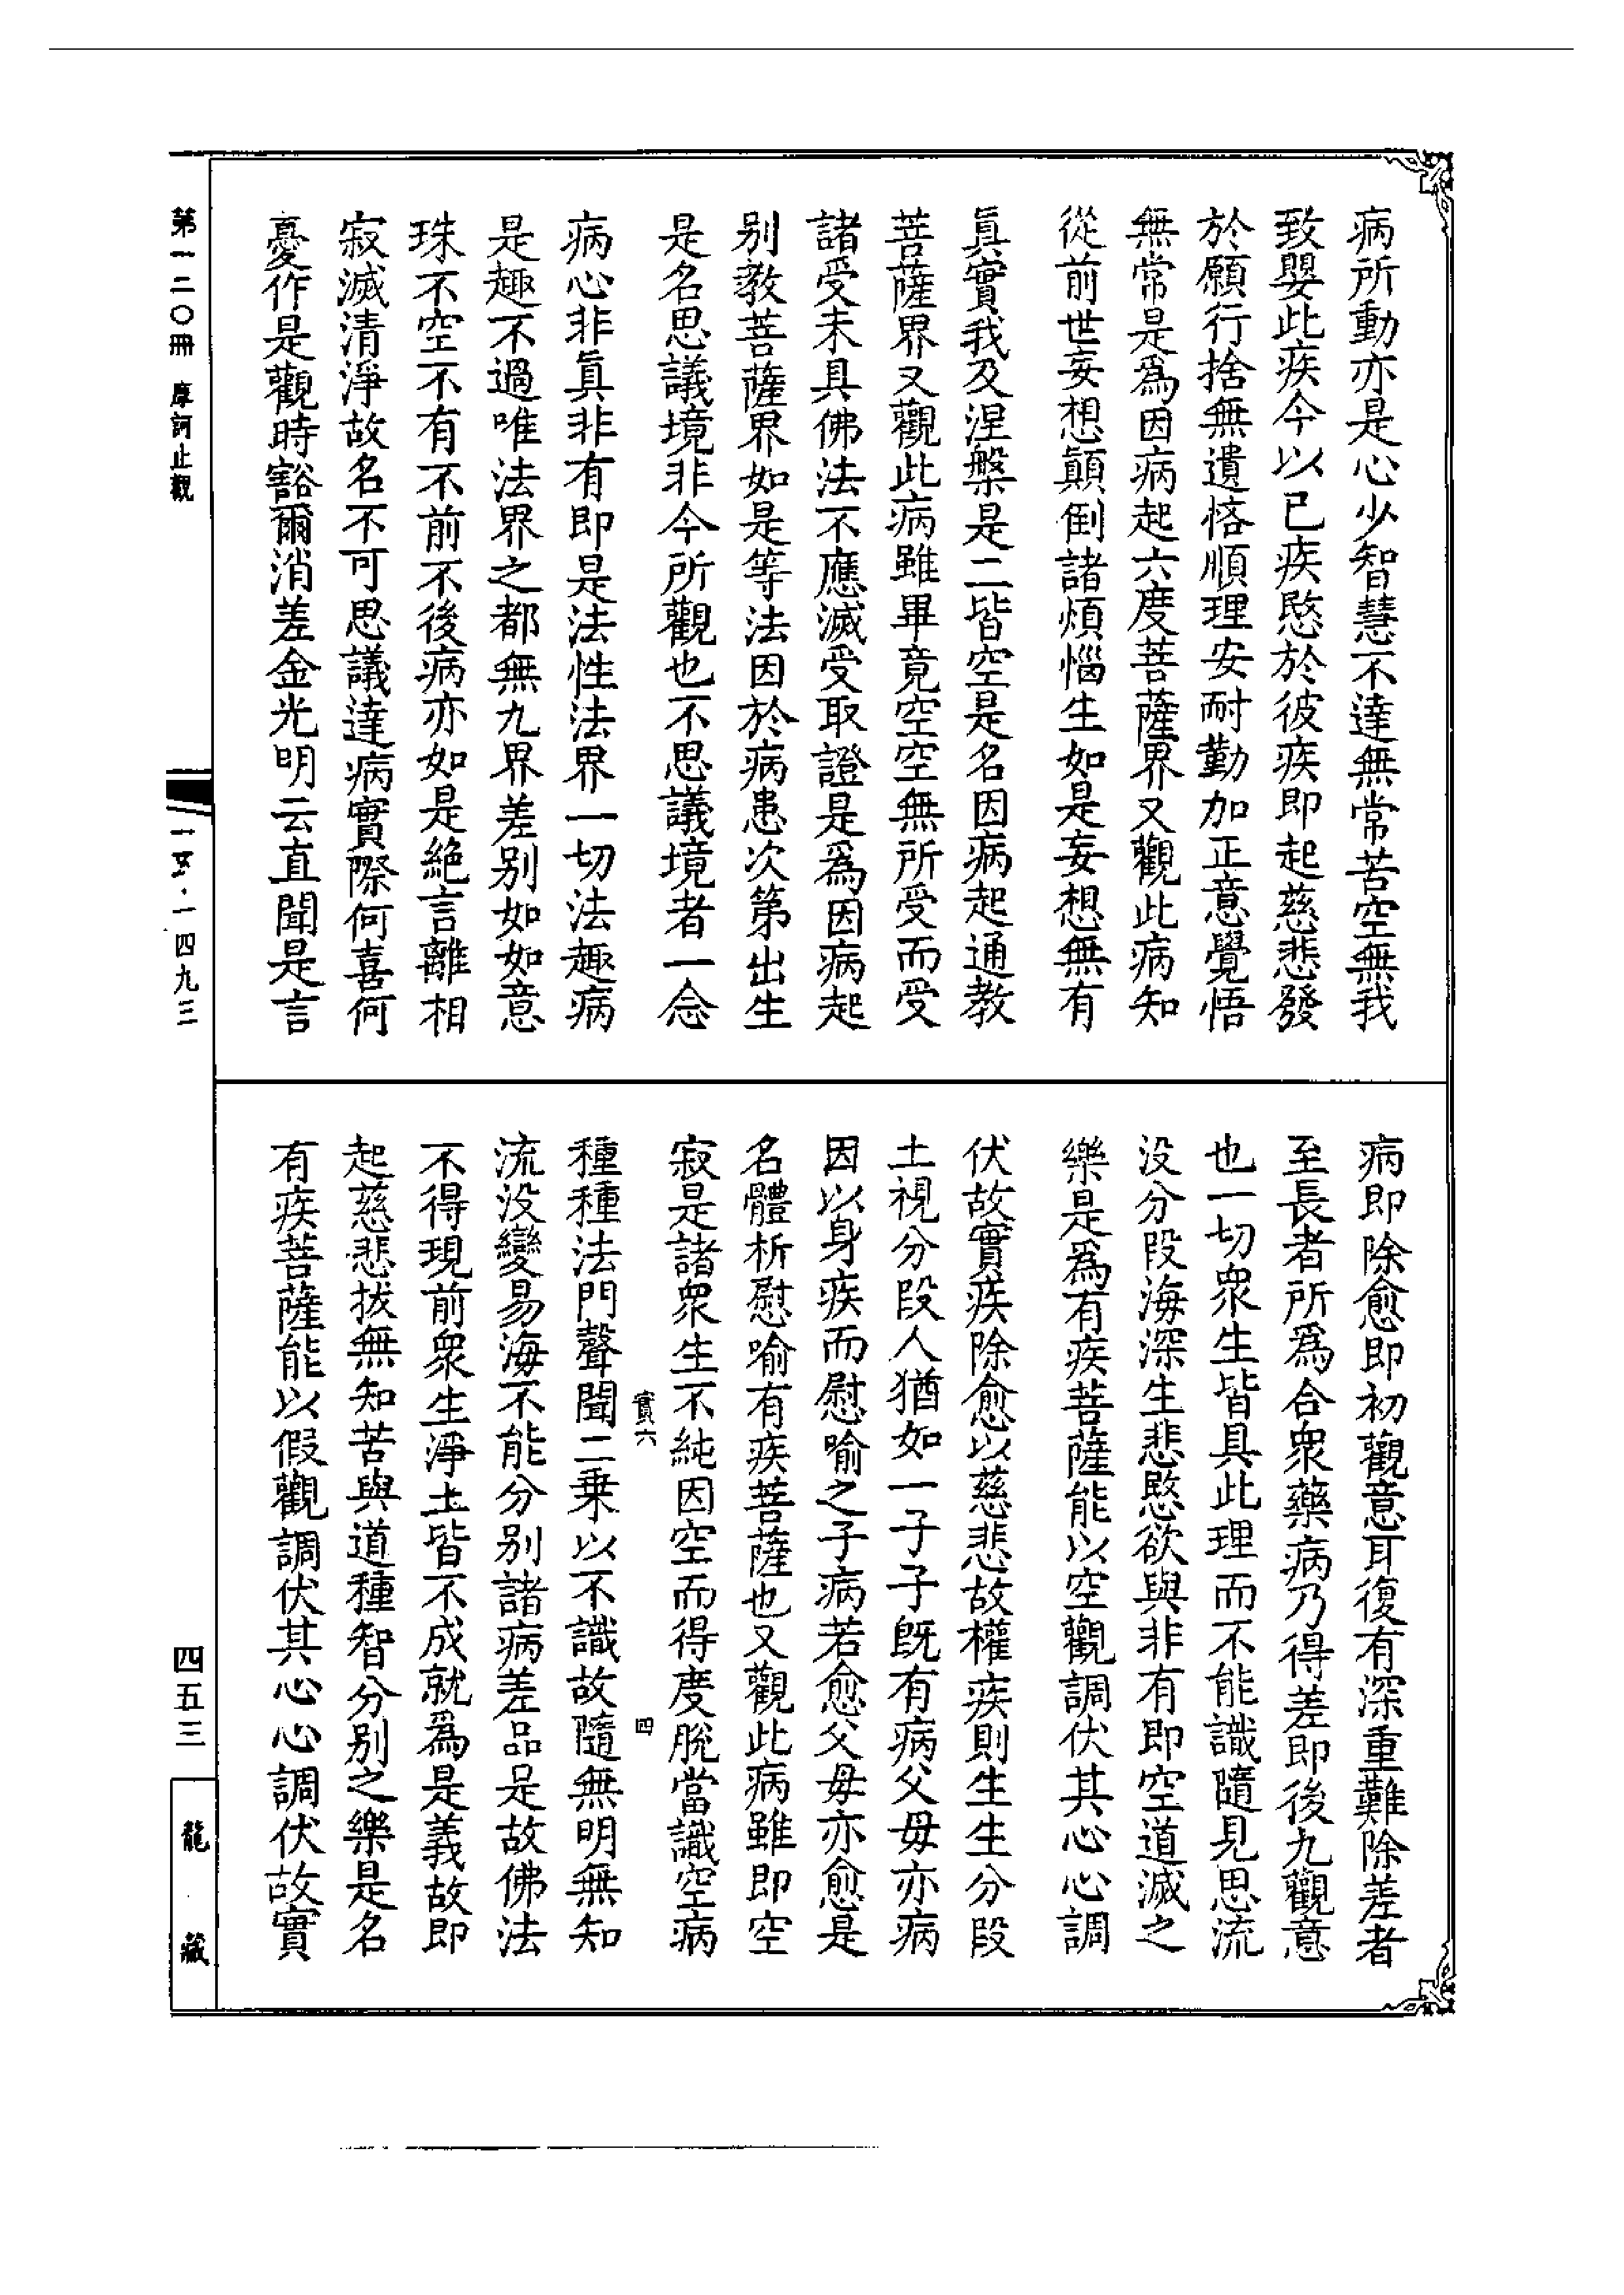 病所動亦是心少智慧不達無常苦空無我
致嬰此疾今以已疾愍於彼疾即起慈悲發
於願行捨無遺悋順理安耐勤加正意覺悟
無常是爲因病起六度菩薩界又觀此病知
從前世妄想顚倒諸煩惱生如是妄想無有
眞實我及涅槃是二皆空是名因病起通教
菩薩界又觀此病雖畢竟空空無所受而受
諸受未具佛法不應滅受取證是爲因病起
别教菩薩界如是等法因於病患次第出生
是名思議境非今所觀也不思議境者一念
病心非眞非有即是法性法界一切法趣病
是趣不過唯法界之都無九界差别如如意
珠不空不有不前不後病亦如是絶言離相
寂滅清淨故名不可思議達病實際何喜何
憂作是觀時豁爾消差金光明云直聞是言
病即除愈即初觀意耳復有深重難除差者
至長者所爲合衆藥病乃得差即後九觀意
也一切衆生皆具此理而不能識隨見思流
没分段海深生悲愍欲與非有即空道滅之
樂是爲有疾菩薩能以空觀調伏其心心調
伏故實疾除愈以慈悲故權疾則生生分段
土視分段人猶如一子子既有病父母亦病
因以身疾而慰喻之子病若愈父母亦愈是
名體析慰喻有疾菩薩也又觀此病雖即空
寂是諸衆生不純因空而得度脫當識空病
種種法門聲聞二乗以不識故隨無明無知
流没變易海不能分别諸病差品是故佛法
不得現前衆生淨土皆不成就爲是義故即
起慈悲拔無知苦與道種智分别之樂是名
有疾菩薩能以假觀調伏其心心調伏故實
六 四
第一二〇冊 摩訶止觀
一四九三
四五三
龍藏